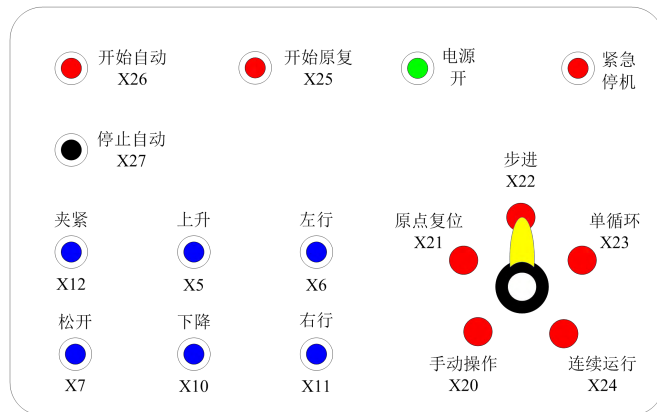 开始自动
X26
开始原复
X25
电源
开
紧急
停机
停止自动
X27
步进
X22
夹紧
X12
上升
X5
左行
X6
原点复位
X21
单循环
X23
松开
X7
下降
X10
右行
X11
手动操作
X20
连续运行
X24